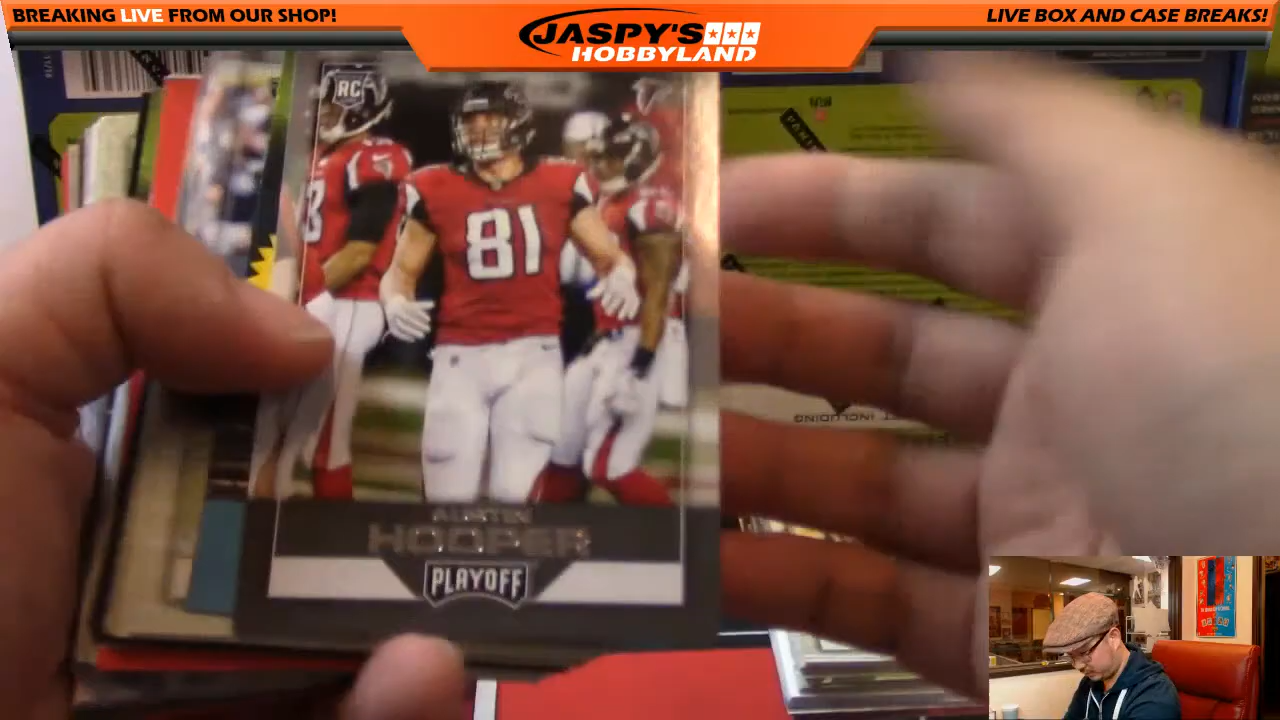 BREAKING LIVE FROM OUR SHOP!
JASPY'S
HOBBYLAND
LIVE BOX AND CASE BREAKS!
RC
81
AUSTIN
HOOPER
PLAYOFF